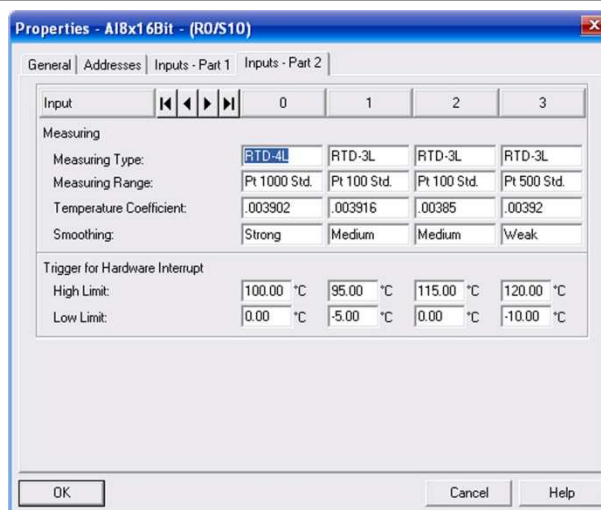 Properties - AI8x16Bit - (R0/S10)
General Addresses Inputs - Part 1 Inputs - Part 2
Input 0 1 2 3
Measuring
Measuring Type: RTD-4L RTD-3L RTD-3L RTD-3L
Measuring Range: Pt 1000 Std. Pt 100 Std. Pt 100 Std. Pt 500 Std.
Temperature Coefficient: .003902 .003916 .00385 .00392
Smoothing: Strong Medium Medium Weak
Trigger for Hardware Interrupt
High Limit: 100.00 °C 95.00 °C 115.00 °C 120.00 °C
Low Limit: 0.00 °C -5.00 °C 0.00 °C -10.00 °C
OK Cancel Help